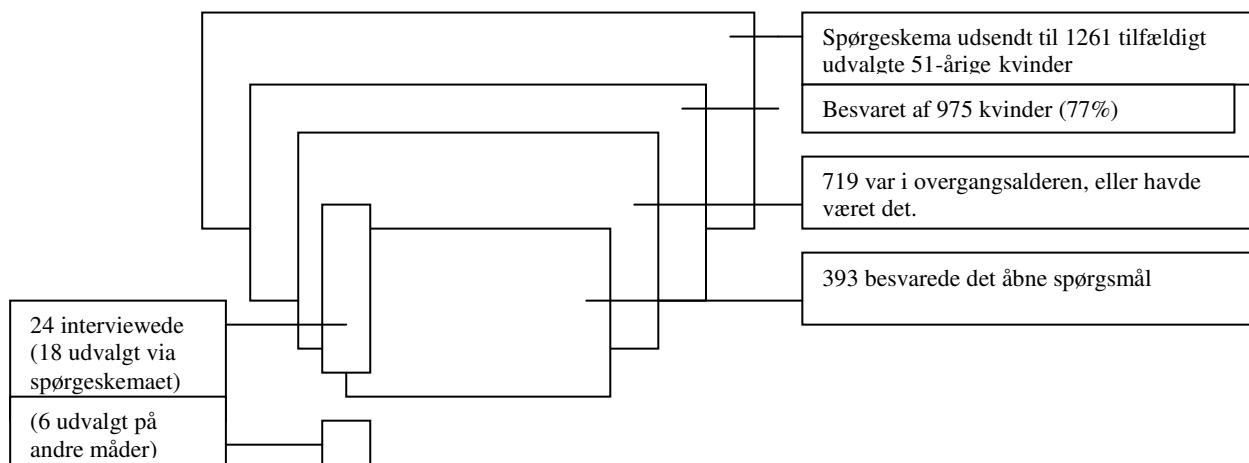 Spørgeskema udsendt til 1261 tilfældigt
udvalgte 51-årige kvinder
Besvaret af 975 kvinder (77%)
719 var i overgangsalderen, eller havde
været det.
393 besvarede det åbne spørgsmål
24 interviewede
(18 udvalgt via
spørgeskemaet)
(6 udvalgt på
andre måder)